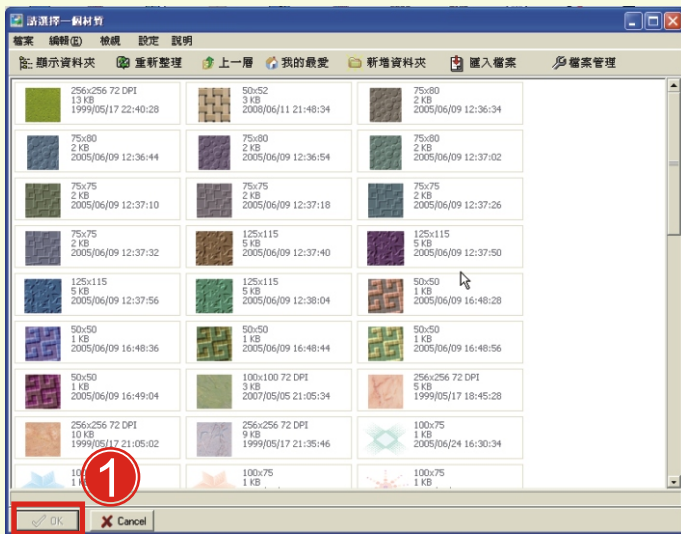 請選擇一個材質
檔案 編輯(E) 檢視 設定 說明
顯示資料夾 重新整理 上一層 我的最愛 新增資料夾 匯入檔案 檔案管理
256x256 72 DPI
13 KB
1999/05/17 22:40:28
50x52
3 KB
2008/06/11 21:48:34
75x80
2 KB
2005/06/09 12:36:34
75x80
2 KB
2005/06/09 12:36:44
75x80
2 KB
2005/06/09 12:36:54
75x80
2 KB
2005/06/09 12:37:02
75x75
2 KB
2005/06/09 12:37:10
75x75
2 KB
2005/06/09 12:37:18
75x75
2 KB
2005/06/09 12:37:26
75x75
2 KB
2005/06/09 12:37:32
125x115
5 KB
2005/06/09 12:37:40
125x115
5 KB
2005/06/09 12:37:50
125x115
5 KB
2005/06/09 12:37:56
125x115
5 KB
2005/06/09 12:38:04
50x50
1 KB
2005/06/09 16:48:28
50x50
1 KB
2005/06/09 16:48:36
50x50
1 KB
2005/06/09 16:48:44
50x50
1 KB
2005/06/09 16:48:56
50x50
1 KB
2005/06/09 16:49:04
100x100 72 DPI
3 KB
2007/05/05 21:05:34
256x256 72 DPI
5 KB
1999/05/17 18:45:28
256x256 72 DPI
10 KB
1999/05/17 21:05:02
256x256 72 DPI
9 KB
1999/05/17 21:35:46
100x75
1 KB
2005/06/24 16:30:34
100x75
1 KB
100x75
1 KB
1
OK Cancel